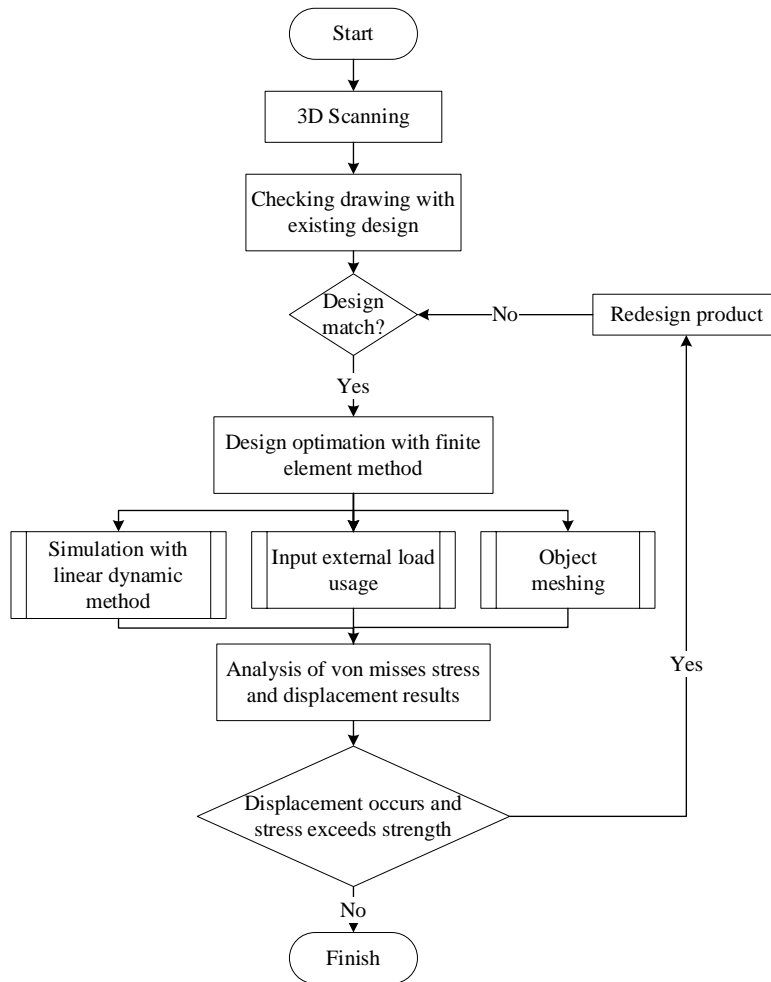 Start
3D Scanning
Checking drawing with
existing design
Design
match?
No
Redesign product
Yes
Design optimation with finite
element method
Simulation with
linear dynamic
method
Input external load
usage
Object
meshing
Analysis of von misses stress
and displacement results
Yes
Displacement occurs and
stress exceeds strength
No
Finish